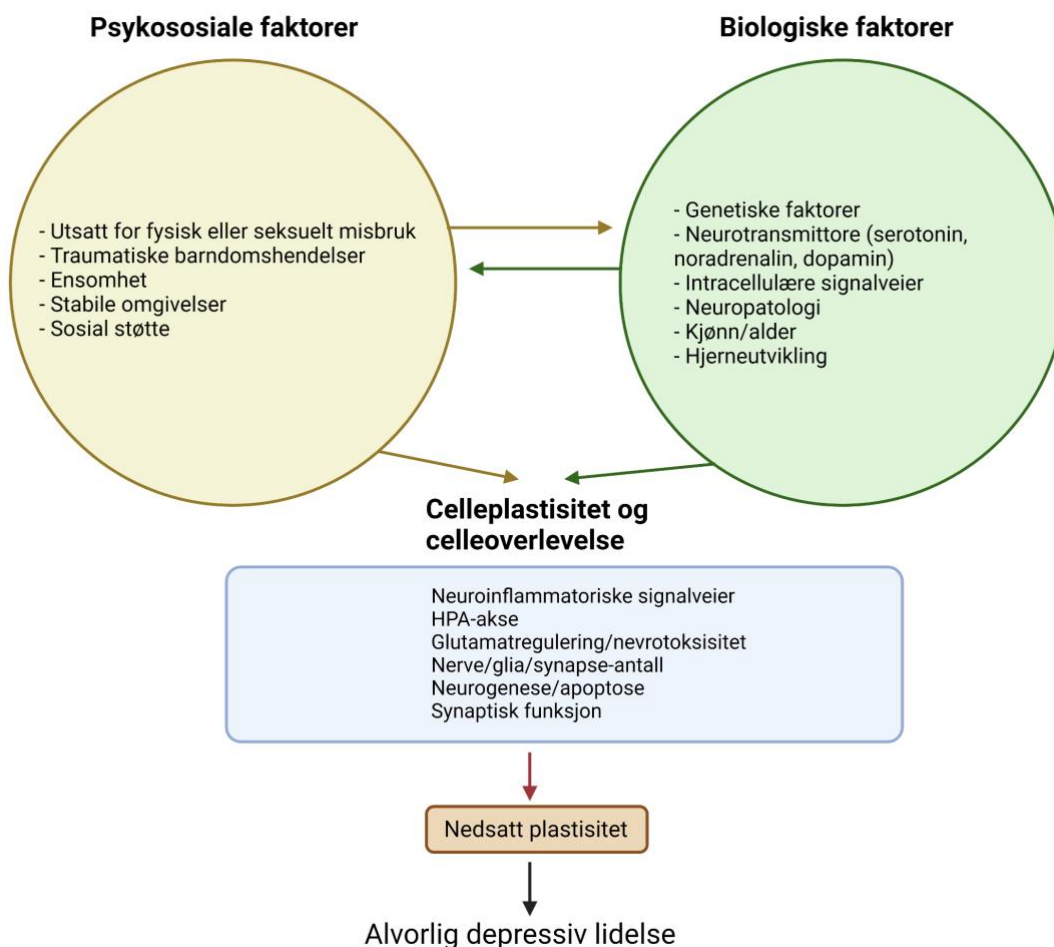 Psykososiale faktorer
Biologiske faktorer
- Utsatt for fysisk eller seksuelt misbruk
- Traumatiske barndomshendelser
- Ensomhet
- Stabile omgivelser
- Sosial støtte
- Genetiske faktorer
- Neurotransmittore (serotonin,
noradrenalin, dopamin)
- Intracellulære signalveier
- Neuropatologi
- Kjønn/alder
- Hjerneutvikling
Celleplastisitet og
celleoverlevelse
Neuroinflammatoriske signalveier
HPA-akse
Glutamatregulering/nevrotoksisitet
Nerve/glia/synapse-antall
Neurogenese/apoptose
Synaptisk funksjon
Nedsatt plastisitet
Alvorlig depressiv lidelse